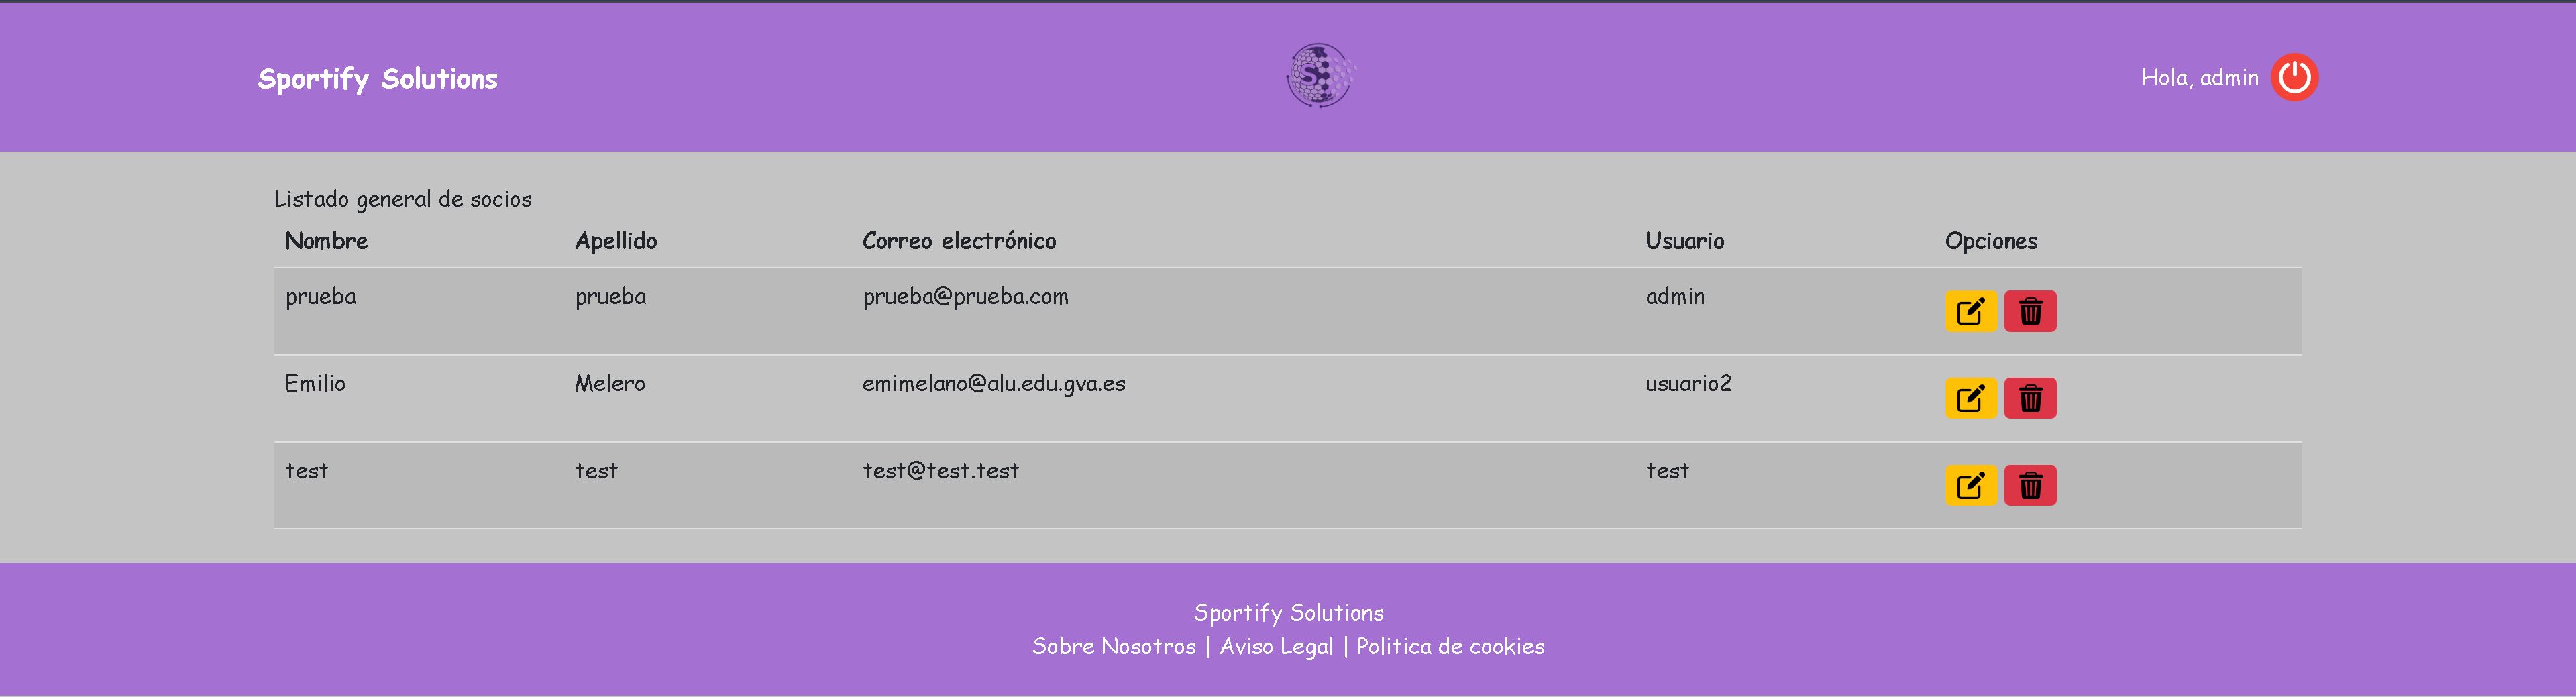 Sportify Solutions
S
Hola, admin
Listado general de socios
Nombre Apellido Correo electrónico Usuario Opciones
prueba prueba prueba@prueba.com admin
Emilio Melero emimelano@alu.edu.gva.es usuario2
test test test@test.test test
Sportify Solutions
Sobre Nosotros | Aviso Legal | Politica de cookies